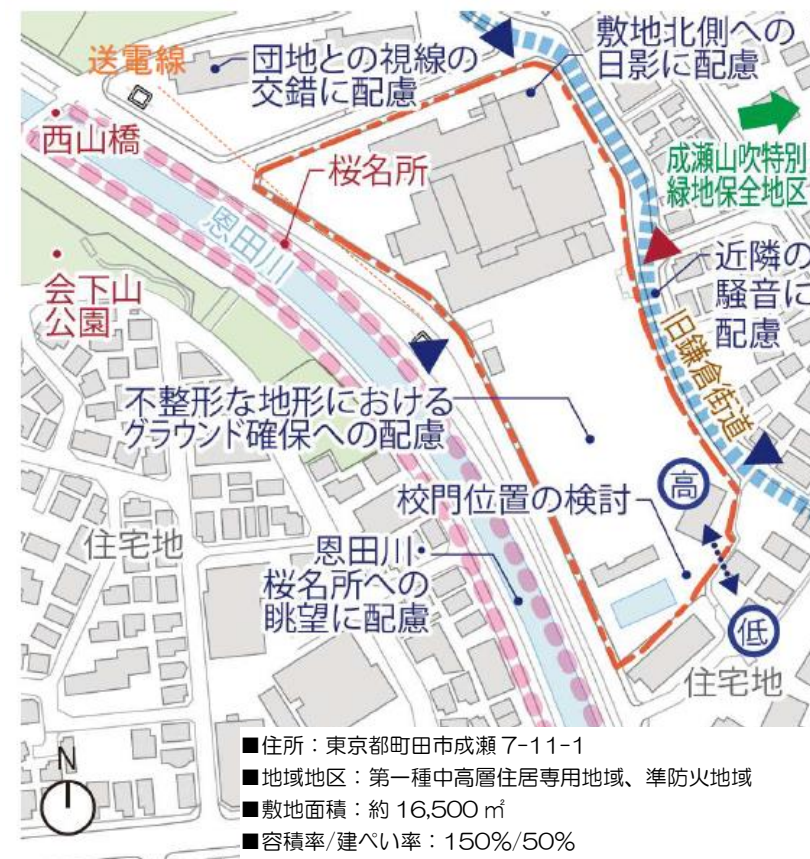 送電線
団地との視線の
交錯に配慮
敷地北側への
日影に配慮
西山橋
桜名所
成瀬山吹特別
緑地保全地区
恩田川
会下山
公園
近隣の
騒音に
配慮
旧鎌倉街道
不整形な地形における
グラウンド確保への配慮
高
校門位置の検討
住宅地
恩田川・
桜名所への
眺望に配慮
低
住宅地
N
■住所：東京都町田市成瀬 7-11-1
■地域地区：第一種中高層住居専用地域、準防火地域
■敷地面積：約 16,500 ㎡
■容積率/建ぺい率：150%/50%